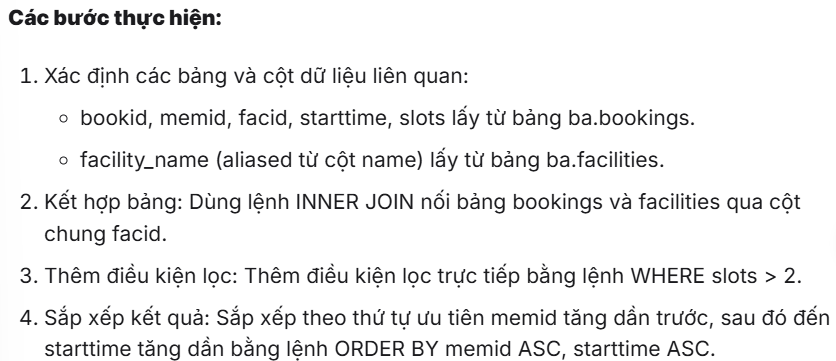 Các bước thực hiện:
1. Xác định các bảng và cột dữ liệu liên quan:
○ bookid, memid, facid, starttime, slots lấy từ bảng ba.bookings.
○ facility_name (aliased từ cột name) lấy từ bảng ba.facilities.
2. Kết hợp bảng: Dùng lệnh INNER JOIN nối bảng bookings và facilities qua cột
chung facid.
3. Thêm điều kiện lọc: Thêm điều kiện lọc trực tiếp bằng lệnh WHERE slots > 2.
4. Sắp xếp kết quả: Sắp xếp theo thứ tự ưu tiên memid tăng dần trước, sau đó đến
starttime tăng dần bằng lệnh ORDER BY memid ASC, starttime ASC.